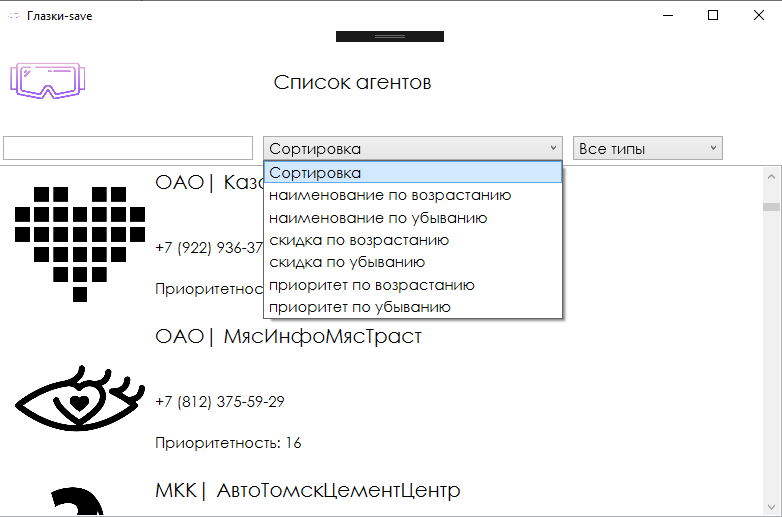 Глазки-save
Список агентов
Сортировка
Все типы
Сортировка
наименование по возрастанию
наименование по убыванию
скидка по возрастанию
скидка по убыванию
приоритет по возрастанию
приоритет по убыванию
ОАО|
+7 (922) 936-37
ОАО| МясИнфоМясТраст
+7 (812) 375-59-29
Приоритетность: 16
МКК| АвтоТомскЦементЦентр